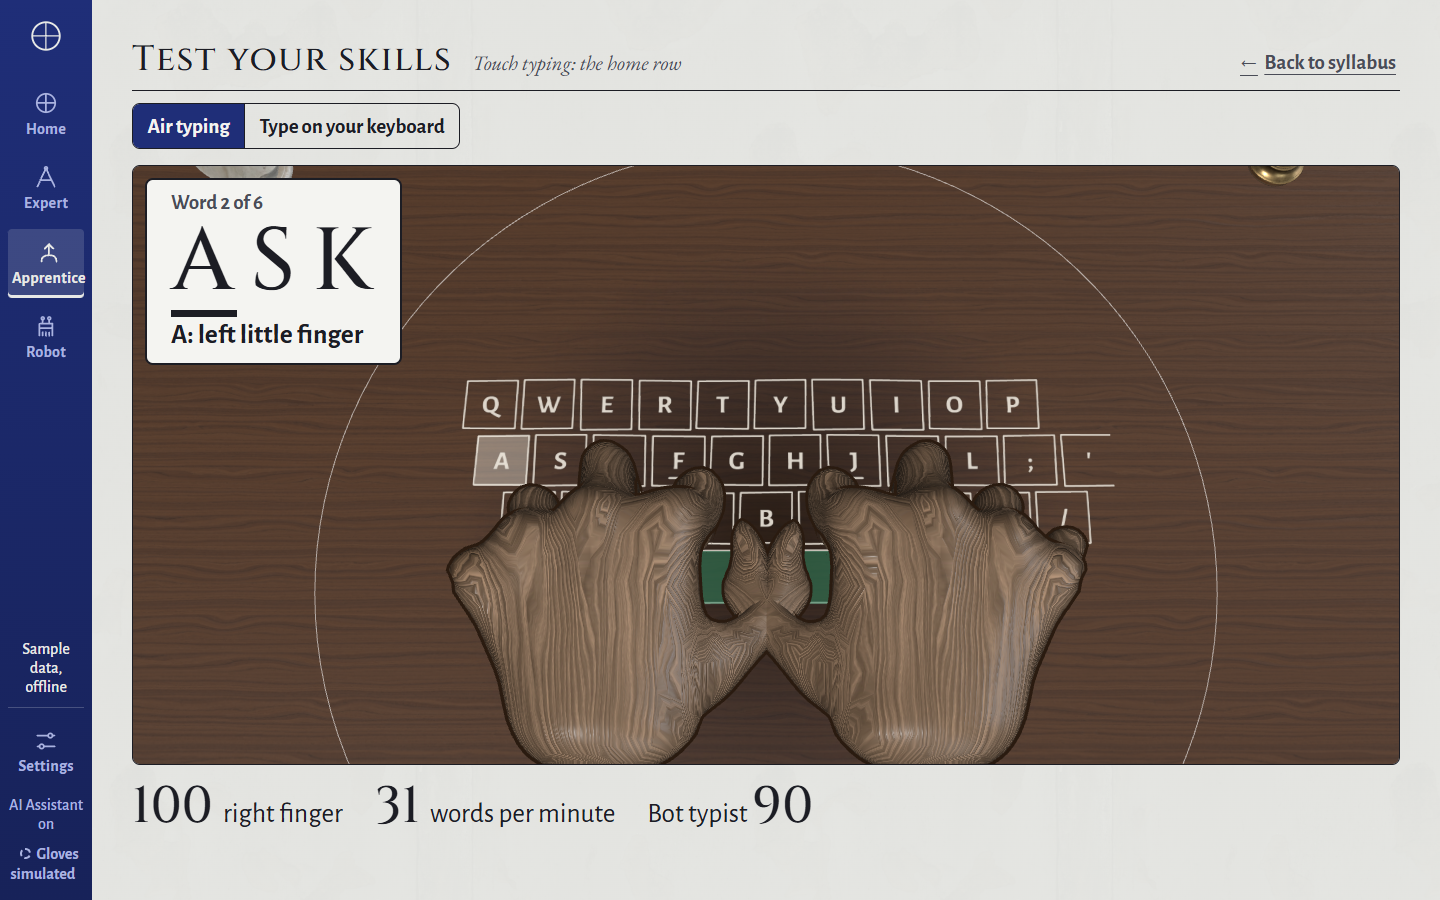 Test your skills
Touch typing: the home row
← Back to syllabus
Air typing
Type on your keyboard
Home
Expert
Apprentice
Robot
Sample
data,
offline
Settings
AI Assistant
on
Gloves
simulated
Word 2 of 6
A S K
A: left little finger
Q W E R T Y U I O P
A S F G H J L ; '
B /
100 right finger
31 words per minute
Bot typist 90